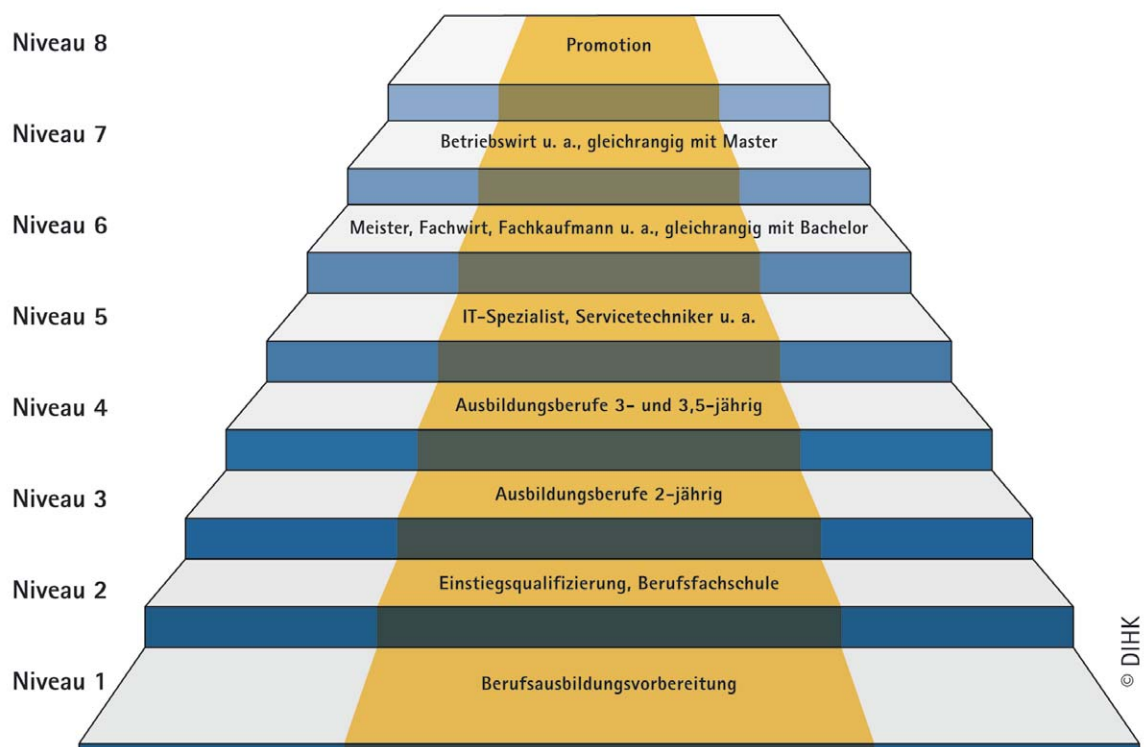 Niveau 8
Promotion
Niveau 7
Betriebswirt u. a., gleichrangig mit Master
Niveau 6
Meister, Fachwirt, Fachkaufmann u. a., gleichrangig mit Bachelor
Niveau 5
IT-Spezialist, Servicetechniker u. a.
Niveau 4
Ausbildungsberufe 3- und 3,5-jährig
Niveau 3
Ausbildungsberufe 2-jährig
Niveau 2
Einstiegsqualifizierung, Berufsfachschule
Niveau 1
Berufsausbildungsvorbereitung
© DIHK